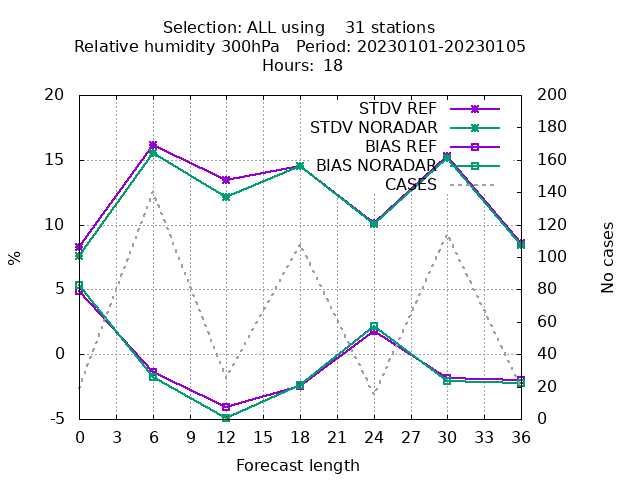 Selection: ALL using    31 stations
Relative humidity 300hPa   Period: 20230101-20230105
Hours: 18
20 200
STDV REF
180
STDV NORADAR
15 BIAS REF 160
BIAS NORADAR
140
CASES
10 120
% 100 No cases
5 80
60
0 40
20
-5 0
0 3 6 9 12 15 18 21 24 27 30 33 36
Forecast length